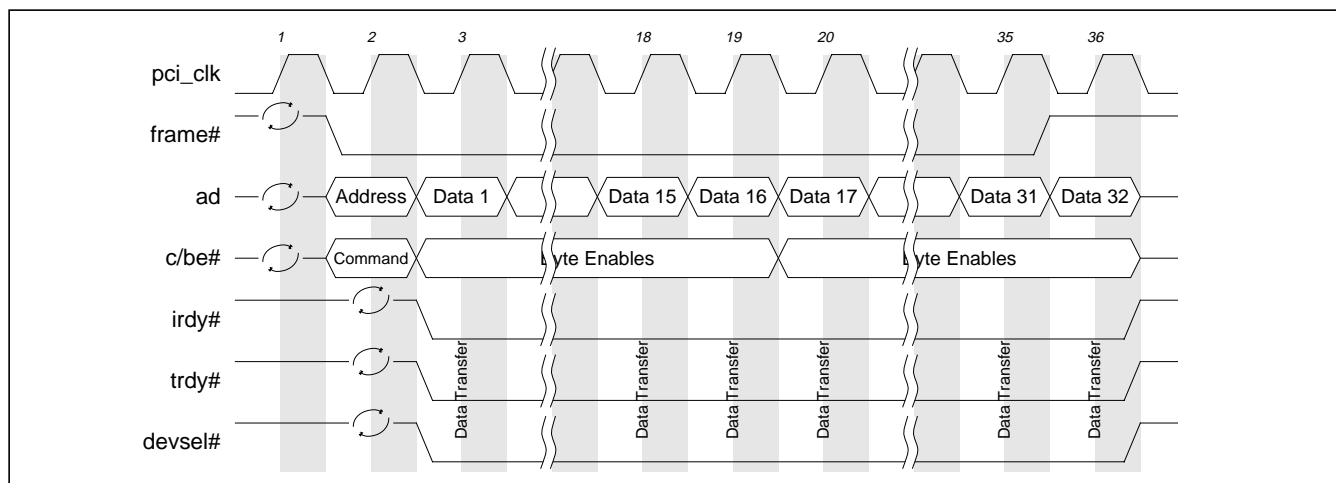 1 2 3 18 19 20 35 36
pci_clk
frame#
ad Address Data 1 Data 15 Data 16 Data 17 Data 31 Data 32
c/be# Command yte Enables yte Enables
irdy#
trdy#
Data Transfer
Data Transfer
Data Transfer
Data Transfer
Data Transfer
Data Transfer
devsel#